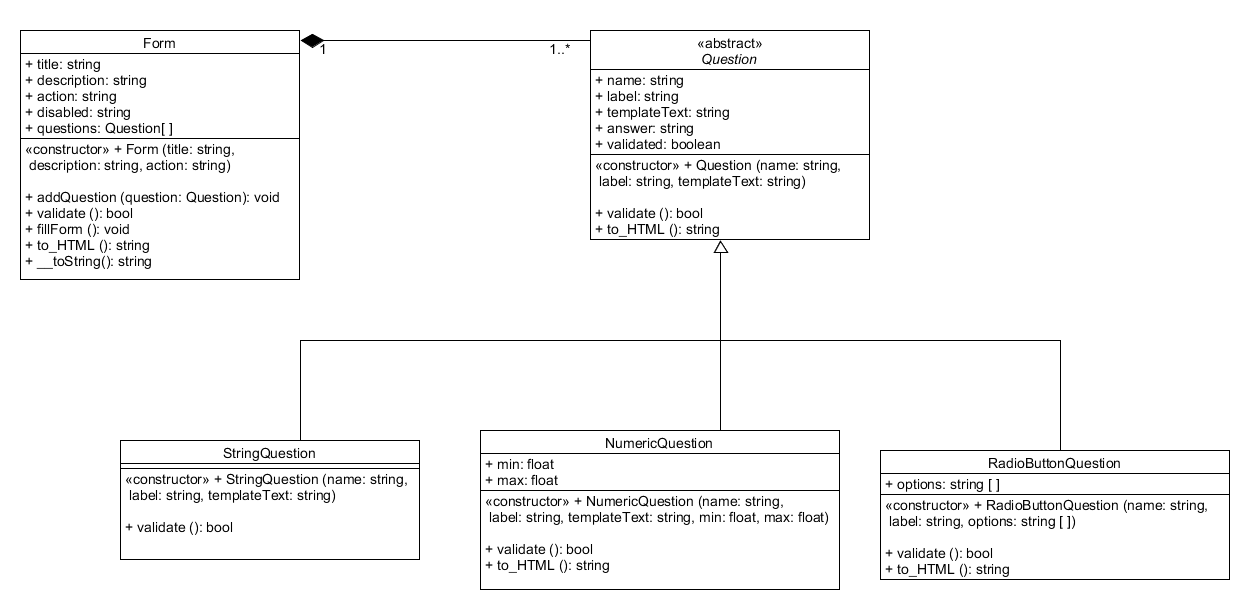 Form
+ title: string
+ description: string
+ action: string
+ disabled: string
+ questions: Question[ ]
«constructor» + Form (title: string,
description: string, action: string)
+ addQuestion (question: Question): void
+ validate (): bool
+ fillForm (): void
+ to_HTML (): string
+ __toString(): string
1
1..*
«abstract»
Question
+ name: string
+ label: string
+ templateText: string
+ answer: string
+ validated: boolean
«constructor» + Question (name: string,
label: string, templateText: string)
+ validate (): bool
+ to_HTML (): string
StringQuestion
«constructor» + StringQuestion (name: string,
label: string, templateText: string)
+ validate (): bool
NumericQuestion
+ min: float
+ max: float
«constructor» + NumericQuestion (name: string,
label: string, templateText: string, min: float, max: float)
+ validate (): bool
+ to_HTML (): string
RadioButtonQuestion
+ options: string [ ]
«constructor» + RadioButtonQuestion (name: string,
label: string, options: string [ ])
+ validate (): bool
+ to_HTML (): string